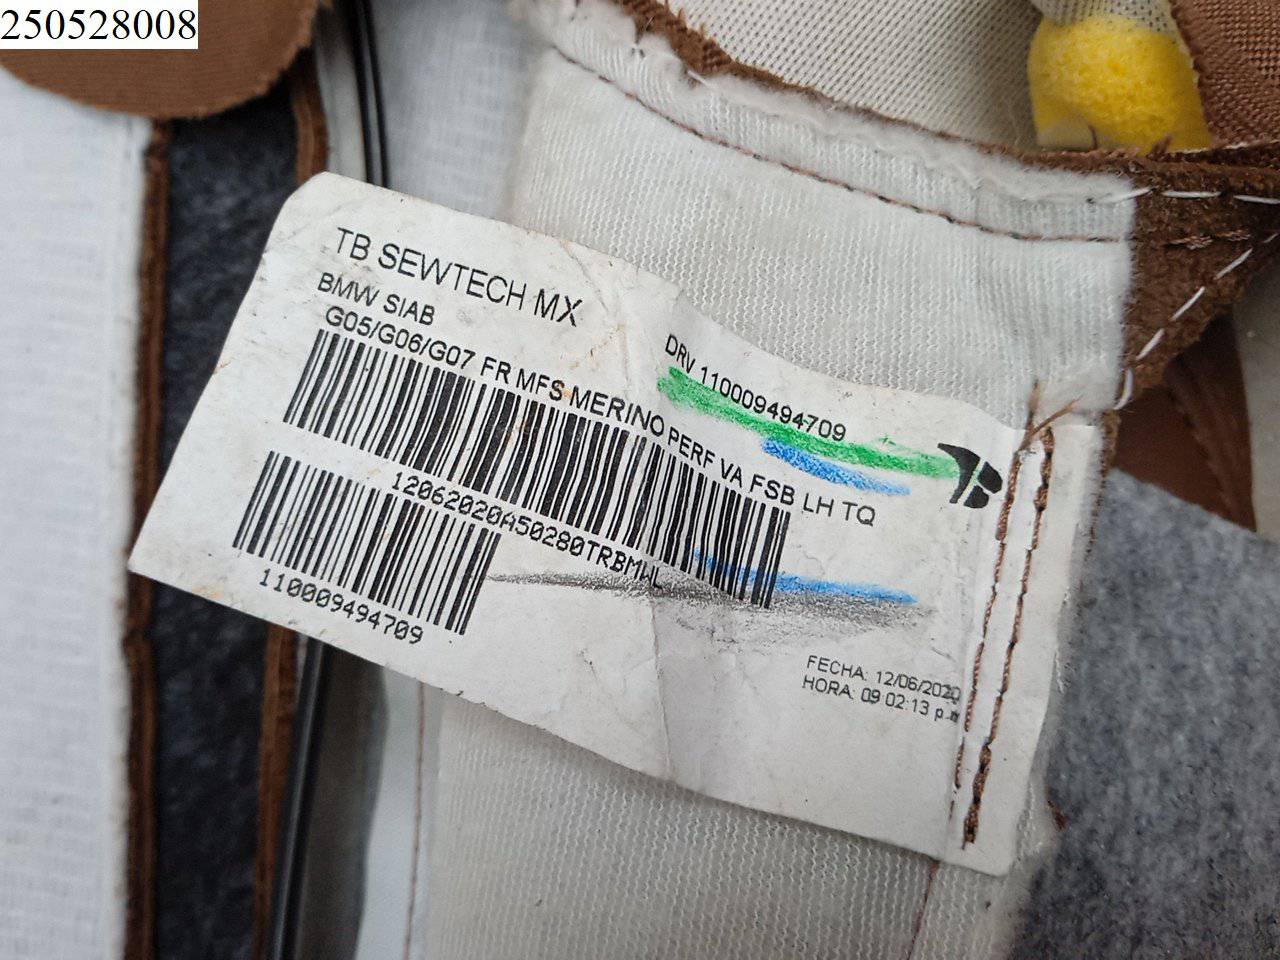 250528008
TB SEWTECH MX
BMW SIAB
G05/G06/G07 FR MFS MERINO PERF VA FSB LH TQ
DRV 110009494709
12062020A50280TRBMWL
110009494709
FECHA: 12/06/2020
HORA: 09:02:13 p.m